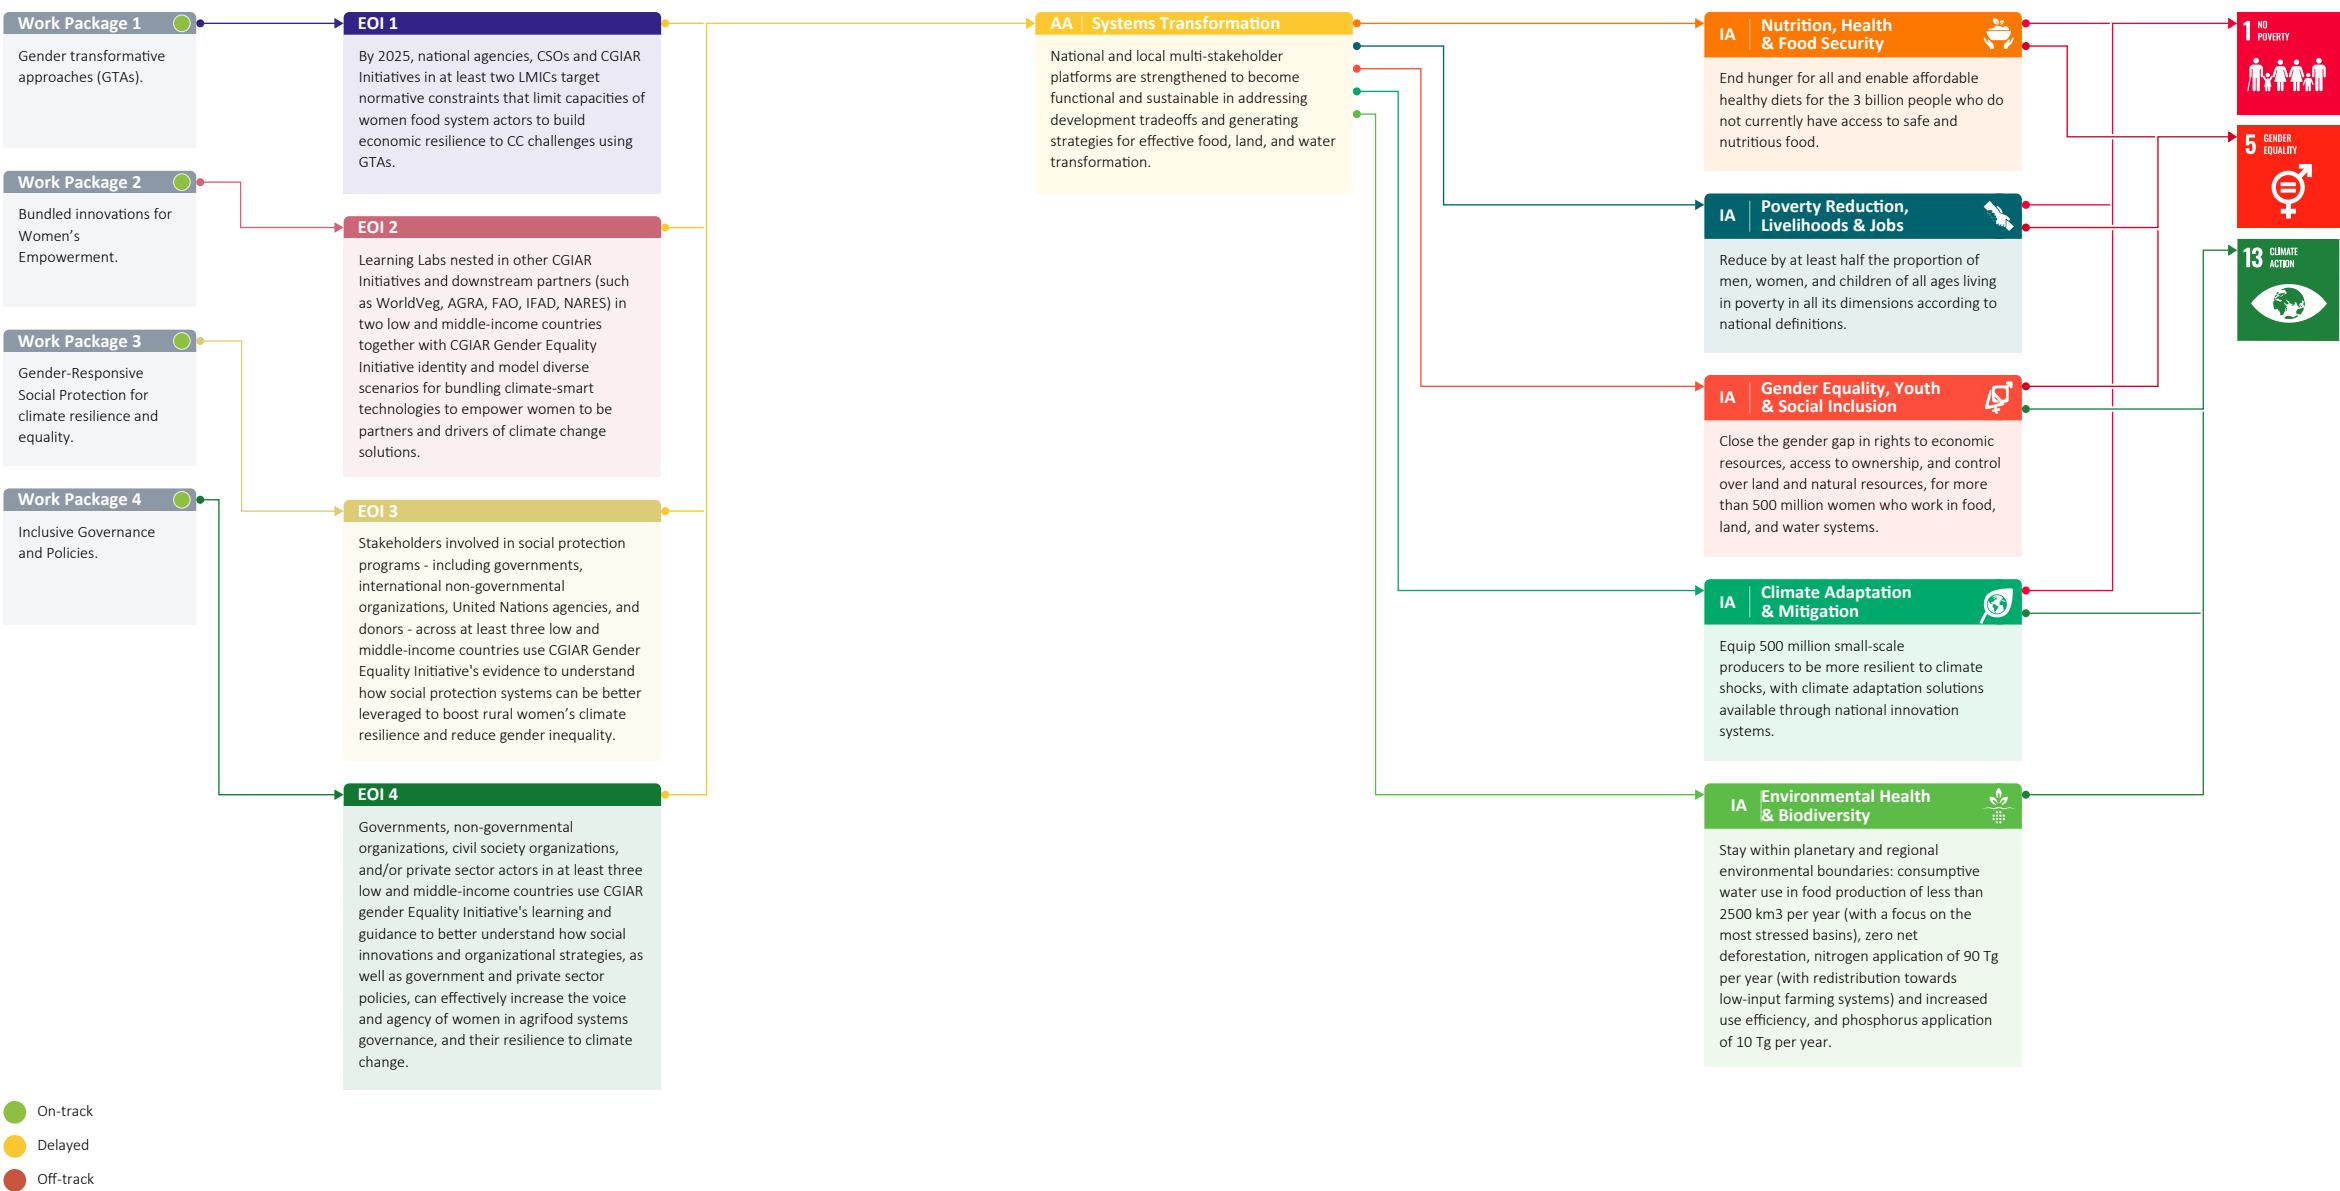 Work Package 1
Gender transformative
approaches (GTAs).
Work Package 2
Bundled innovations for
Women’s
Empowerment.
Work Package 3
Gender-Responsive
Social Protection for
climate resilience and
equality.
Work Package 4
Inclusive Governance
and Policies.
EOI 1
By 2025, national agencies, CSOs and CGIAR
Initiatives in at least two LMICs target
normative constraints that limit capacities of
women food system actors to build
economic resilience to CC challenges using
GTAs.
EOI 2
Learning Labs nested in other CGIAR
Initiatives and downstream partners (such
as WorldVeg, AGRA, FAO, IFAD, NARES) in
two low and middle-income countries
together with CGIAR Gender Equality
Initiative identity and model diverse
scenarios for bundling climate-smart
technologies to empower women to be
partners and drivers of climate change
solutions.
EOI 3
Stakeholders involved in social protection
programs - including governments,
international non-governmental
organizations, United Nations agencies, and
donors - across at least three low and
middle-income countries use CGIAR Gender
Equality Initiative's evidence to understand
how social protection systems can be better
leveraged to boost rural women’s climate
resilience and reduce gender inequality.
EOI 4
Governments, non-governmental
organizations, civil society organizations,
and/or private sector actors in at least three
low and middle-income countries use CGIAR
gender Equality Initiative's learning and
guidance to better understand how social
innovations and organizational strategies, as
well as government and private sector
policies, can effectively increase the voice
and agency of women in agrifood systems
governance, and their resilience to climate
change.
AA | Systems Transformation
National and local multi-stakeholder
platforms are strengthened to become
functional and sustainable in addressing
development tradeoffs and generating
strategies for effective food, land, and water
transformation.
IA
Nutrition, Health
& Food Security
End hunger for all and enable affordable
healthy diets for the 3 billion people who do
not currently have access to safe and
nutritious food.
IA
Poverty Reduction,
Livelihoods & Jobs
Reduce by at least half the proportion of
men, women, and children of all ages living
in poverty in all its dimensions according to
national definitions.
IA
Gender Equality, Youth
& Social Inclusion
Close the gender gap in rights to economic
resources, access to ownership, and control
over land and natural resources, for more
than 500 million women who work in food,
land, and water systems.
IA
Climate Adaptation
& Mitigation
Equip 500 million small-scale
producers to be more resilient to climate
shocks, with climate adaptation solutions
available through national innovation
systems.
IA
Environmental Health
& Biodiversity
Stay within planetary and regional
environmental boundaries: consumptive
water use in food production of less than
2500 km3 per year (with a focus on the
most stressed basins), zero net
deforestation, nitrogen application of 90 Tg
per year (with redistribution towards
low-input farming systems) and increased
use efficiency, and phosphorus application
of 10 Tg per year.
1 NO
POVERTY
5 GENDER
EQUALITY
13 CLIMATE
ACTION
On-track
Delayed
Off-track